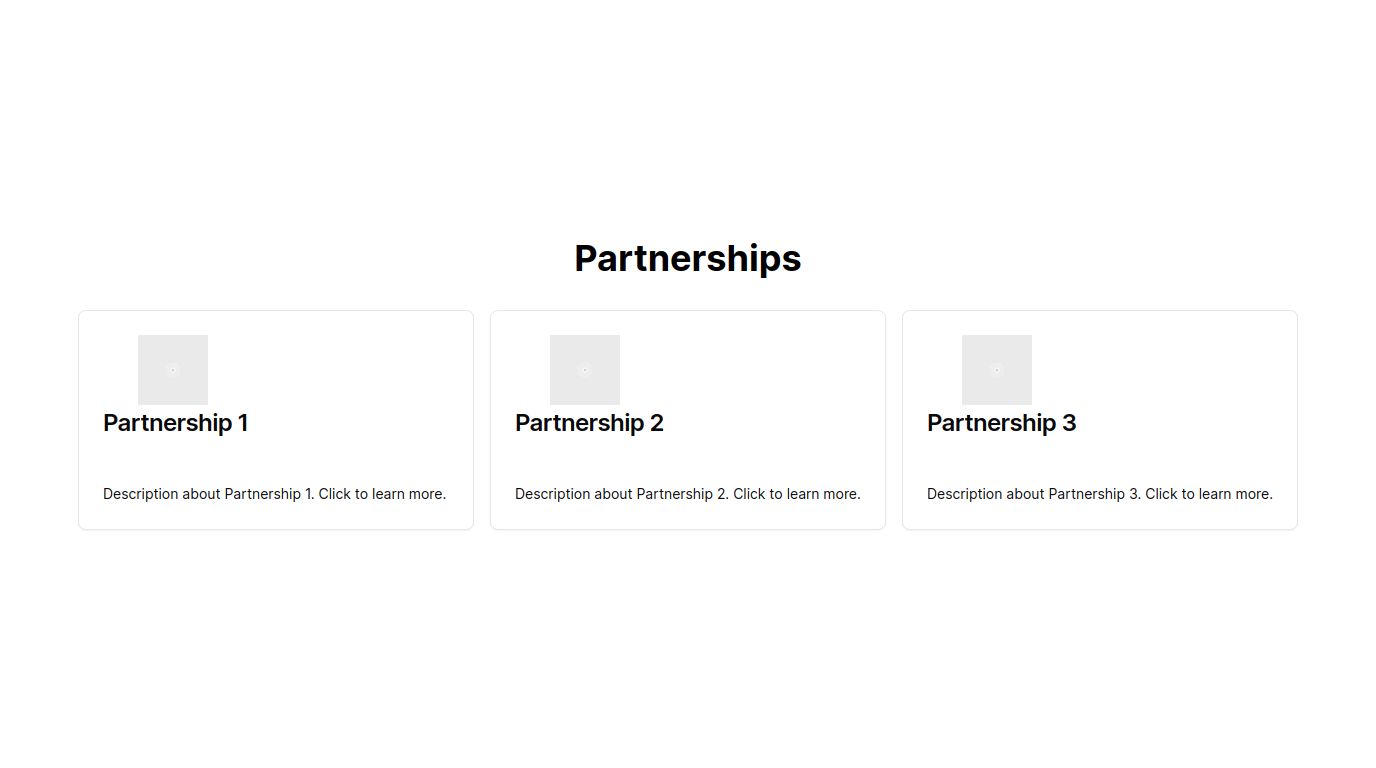 Partnerships
Partnership 1
Description about Partnership 1. Click to learn more.
Partnership 2
Description about Partnership 2. Click to learn more.
Partnership 3
Description about Partnership 3. Click to learn more.